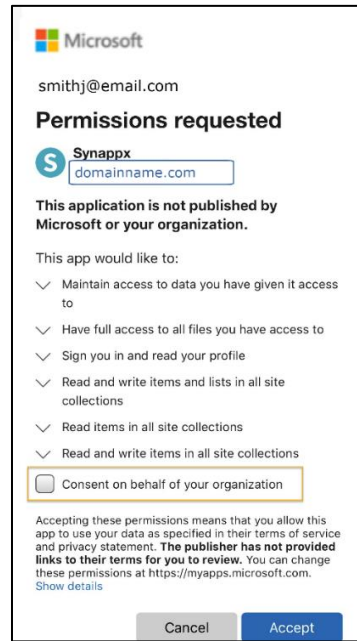 Microsoft
smithj@email.com
Permissions requested
S
Synappx
domainname.com
This application is not published by
Microsoft or your organization.
This app would like to:
Maintain access to data you have given it access
to
Have full access to all files you have access to
Sign you in and read your profile
Read and write items and lists in all site
collections
Read items in all site collections
Read and write items in all site collections
Consent on behalf of your organization
Accepting these permissions means that you allow this
app to use your data as specified in their terms of service
and privacy statement. The publisher has not provided
links to their terms for you to review. You can change
these permissions at https://myapps.microsoft.com.
Show details
Cancel Accept